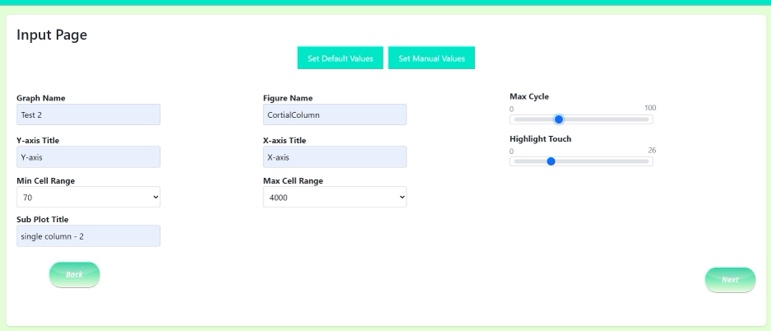 Input Page
Set Default Values Set Manual Values
Graph Name Figure Name Max Cycle
0 100
Test 2 CortialColumn
Y-axis Title X-axis Title Highlight Touch
0 26
Y-axis X-axis
Min Cell Range Max Cell Range
70 4000
Sub Plot Title
single column - 2
Back Next